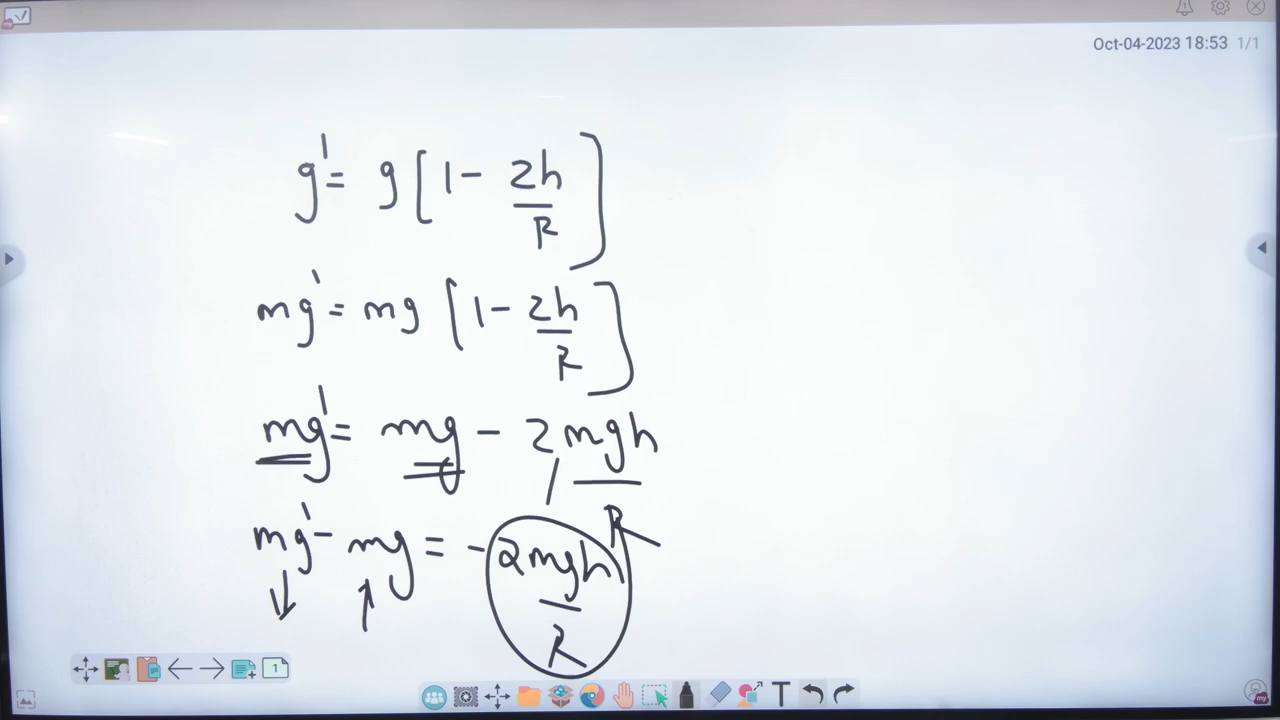 Oct-04-2023 18:53 1/1
g' = g [1 - 2h/R]
mg' = mg [1 - 2h/R]
mg' = mg - 2mgh/R
mg' - mg = - 2mgh/R
1
T